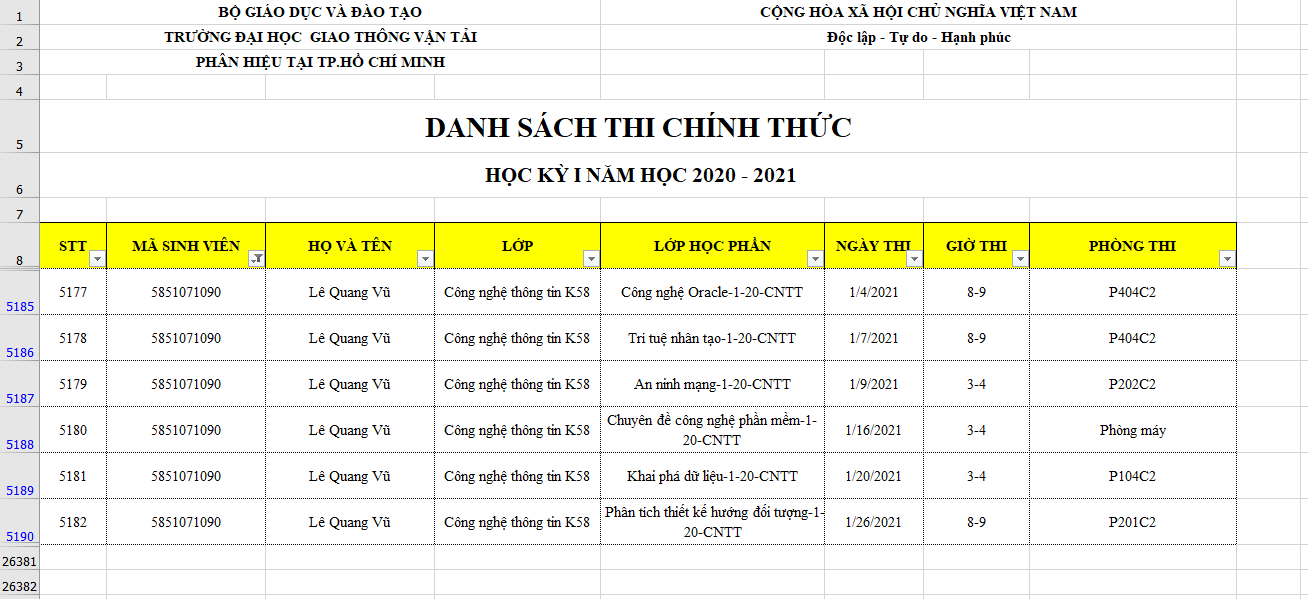 1 BỘ GIÁO DỤC VÀ ĐÀO TẠO CỘNG HÒA XÃ HỘI CHỦ NGHĨA VIỆT NAM
2 TRƯỜNG ĐẠI HỌC GIAO THÔNG VẬN TẢI Độc lập - Tự do - Hạnh phúc
3 PHÂN HIỆU TẠI TP.HỒ CHÍ MINH
4
5 DANH SÁCH THI CHÍNH THỨC
6 HỌC KỲ I NĂM HỌC 2020 - 2021
7
8 STT MÃ SINH VIÊN HỌ VÀ TÊN LỚP LỚP HỌC PHẦN NGÀY THI GIỜ THI PHÒNG THI
5185 5177 5851071090 Lê Quang Vũ Công nghệ thông tin K58 Công nghệ Oracle-1-20-CNTT 1/4/2021 8-9 P404C2
5186 5178 5851071090 Lê Quang Vũ Công nghệ thông tin K58 Trí tuệ nhân tạo-1-20-CNTT 1/7/2021 8-9 P404C2
5187 5179 5851071090 Lê Quang Vũ Công nghệ thông tin K58 An ninh mạng-1-20-CNTT 1/9/2021 3-4 P202C2
5188 5180 5851071090 Lê Quang Vũ Công nghệ thông tin K58 Chuyên đề công nghệ phần mềm-1-
20-CNTT 1/16/2021 3-4 Phòng máy
5189 5181 5851071090 Lê Quang Vũ Công nghệ thông tin K58 Khai phá dữ liệu-1-20-CNTT 1/20/2021 3-4 P104C2
5190 5182 5851071090 Lê Quang Vũ Công nghệ thông tin K58 Phân tích thiết kế hướng đối tượng-1-
20-CNTT 1/26/2021 8-9 P201C2
26381
26382